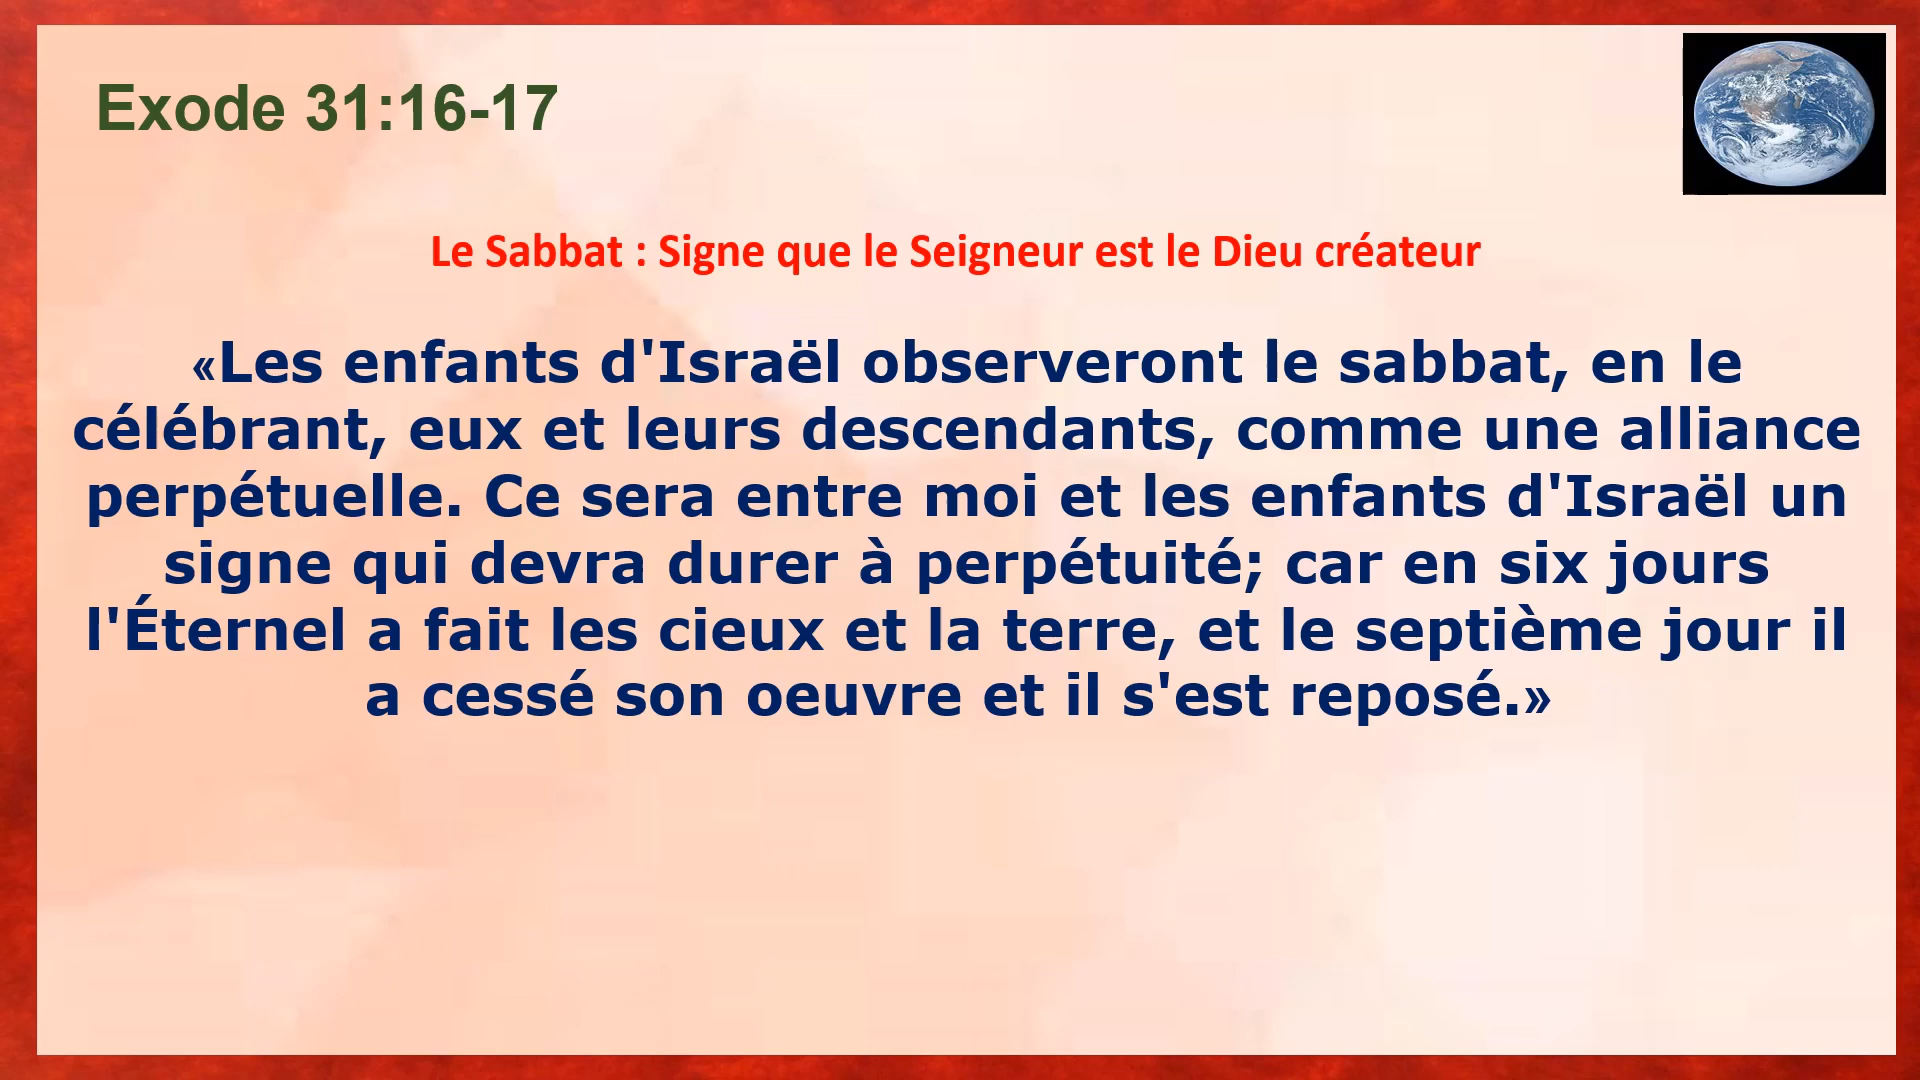 Exode 31:16-17
Le Sabbat : Signe que le Seigneur est le Dieu créateur
«Les enfants d'Israël observeront le sabbat, en le
célébrant, eux et leurs descendants, comme une alliance
perpétuelle. Ce sera entre moi et les enfants d'Israël un
signe qui devra durer à perpétuité; car en six jours
l'Éternel a fait les cieux et la terre, et le septième jour il
a cessé son oeuvre et il s'est reposé.»